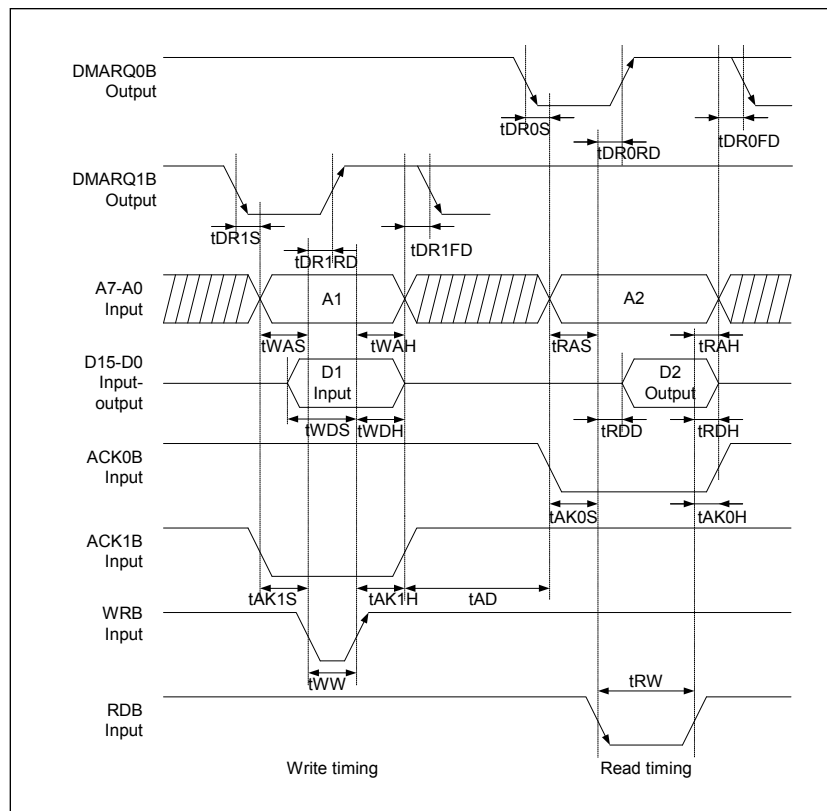 DMARQ0B
Output
tDR0S
tDR0RD
tDR0FD
DMARQ1B
Output
tDR1S
tDR1RD
tDR1FD
A7-A0
Input
A1
A2
tWAS
tWAH
tRAS
tRAH
D15-D0
Input-
output
D1
Input
D2
Output
tWDS
tWDH
tRDD
tRDH
ACK0B
Input
tAK0S
tAK0H
ACK1B
Input
tAK1S
tAK1H
tAD
WRB
Input
tWW
tRW
RDB
Input
Write timing
Read timing